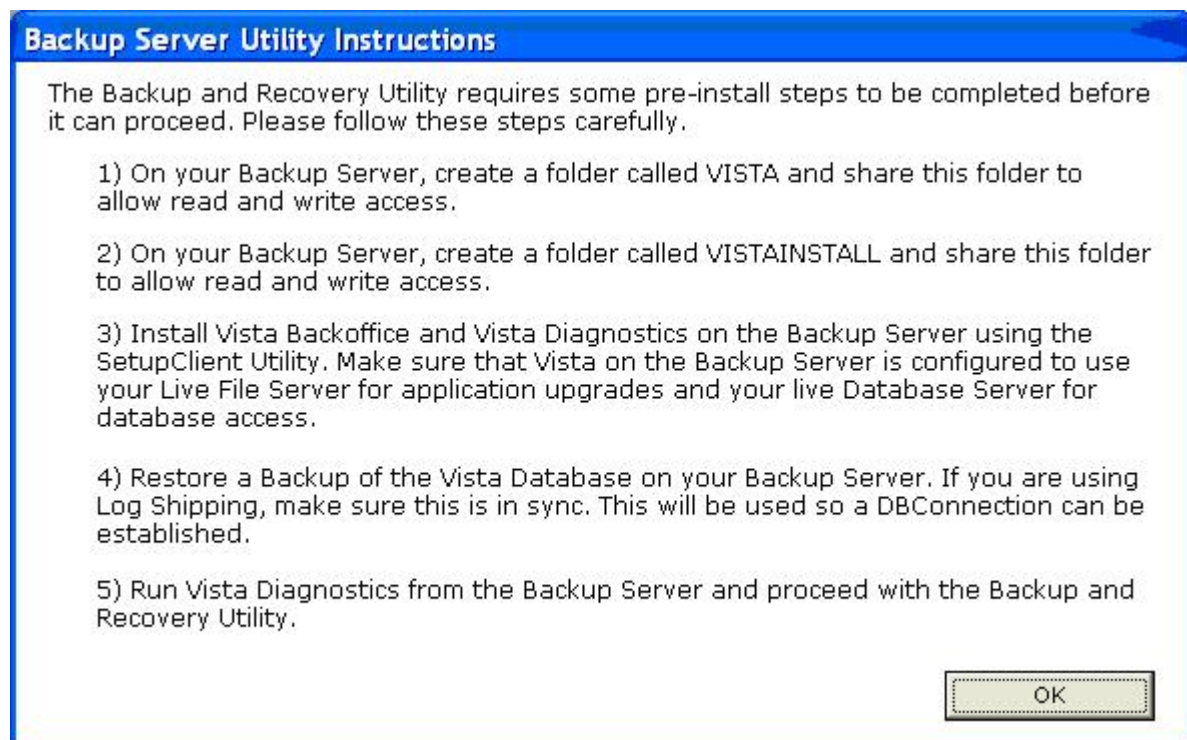 Backup Server Utility Instructions
The Backup and Recovery Utility requires some pre-install steps to be completed before
it can proceed. Please follow these steps carefully.
1) On your Backup Server, create a folder called VISTA and share this folder to
allow read and write access.
2) On your Backup Server, create a folder called VISTAINSTALL and share this folder
to allow read and write access.
3) Install Vista Backoffice and Vista Diagnostics on the Backup Server using the
SetupClient Utility. Make sure that Vista on the Backup Server is configured to use
your Live File Server for application upgrades and your live Database Server for
database access.
4) Restore a Backup of the Vista Database on your Backup Server. If you are using
Log Shipping, make sure this is in sync. This will be used so a DBConnection can be
established.
5) Run Vista Diagnostics from the Backup Server and proceed with the Backup and
Recovery Utility.
OK